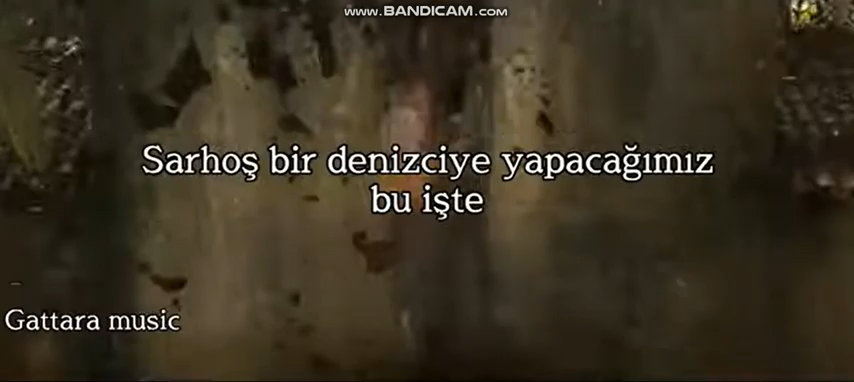 www.BANDICAM.com
Sarhoş bir denizciye yapacağımız
bu işte
Gattara music